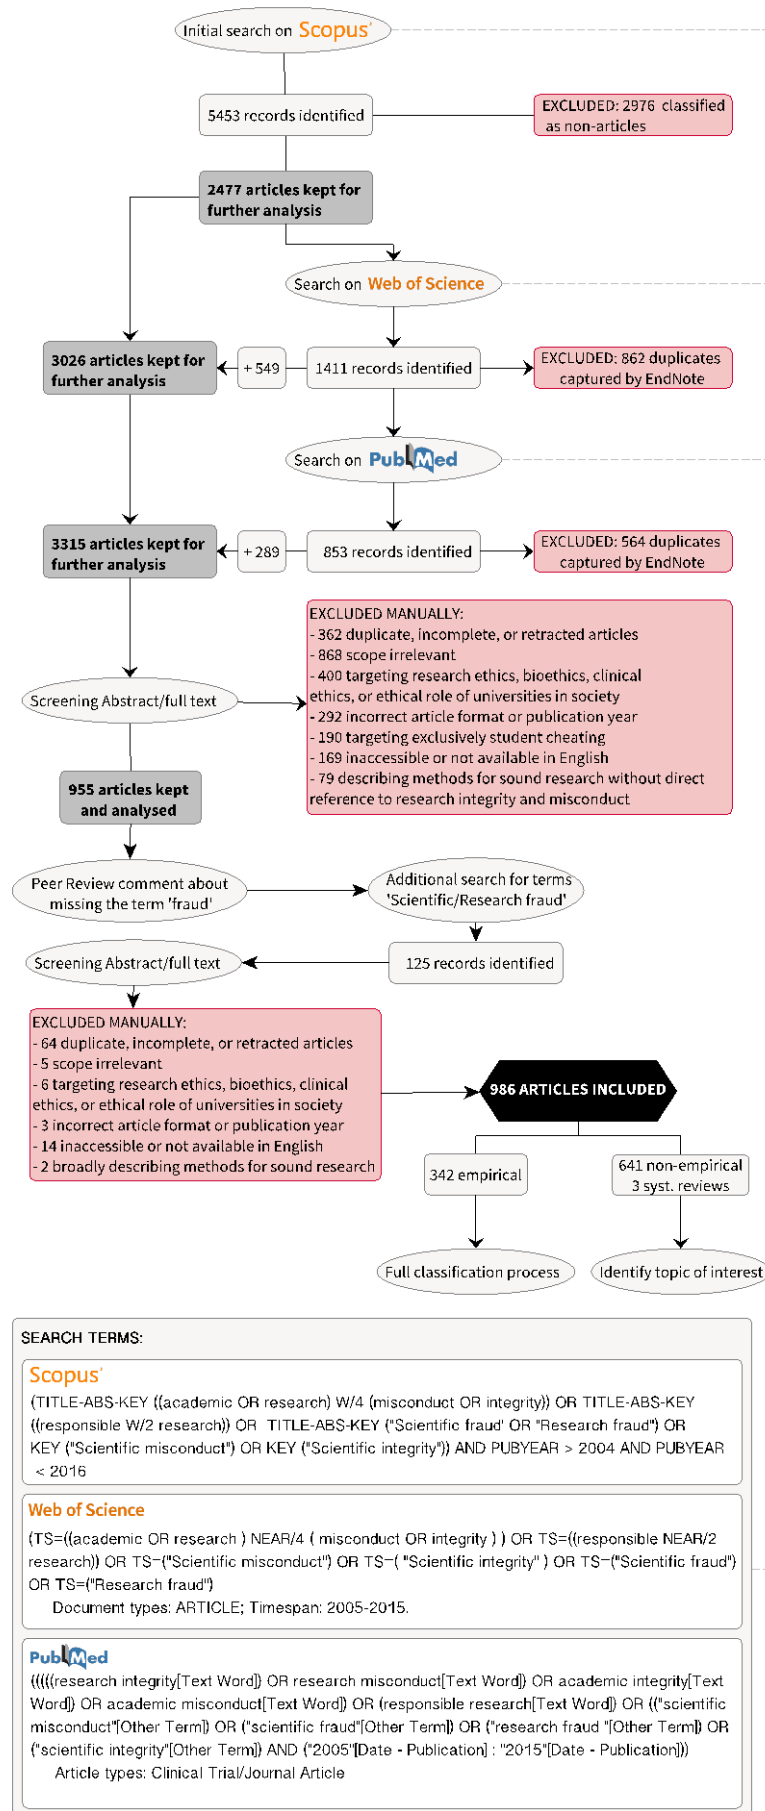 Initial search on Scopus'
5453 records identified
EXCLUDED: 2976 classified
as non-articles
2477 articles kept for
further analysis
Search on Web of Science
3026 articles kept for
further analysis
+ 549
1411 records identified
EXCLUDED: 862 duplicates
captured by EndNote
Search on PubMed
3315 articles kept for
further analysis
+ 289
853 records identified
EXCLUDED: 564 duplicates
captured by EndNote
EXCLUDED MANUALLY:
- 362 duplicate, incomplete, or retracted articles
- 868 scope irrelevant
- 400 targeting research ethics, bioethics, clinical
ethics, or ethical role of universities in society
- 292 incorrect article format or publication year
- 190 targeting exclusively student cheating
- 169 inaccessible or not available in English
- 79 describing methods for sound research without direct
reference to research integrity and misconduct
Screening Abstract/full text
955 articles kept
and analysed
Peer Review comment about
missing the term 'fraud'
Additional search for terms
'Scientific/Research fraud'
Screening Abstract/full text
125 records identified
EXCLUDED MANUALLY:
- 64 duplicate, incomplete, or retracted articles
- 5 scope irrelevant
- 6 targeting research ethics, bioethics, clinical
ethics, or ethical role of universities in society
- 3 incorrect article format or publication year
- 14 inaccessible or not available in English
- 2 broadly describing methods for sound research
986 ARTICLES INCLUDED
342 empirical
641 non-empirical
3 syst. reviews
Full classification process
Identify topic of interest
SEARCH TERMS:
Scopus'
(TITLE-ABS-KEY ((academic OR research) W/4 (misconduct OR integrity)) OR TITLE-ABS-KEY
((responsible W/2 research)) OR TITLE-ABS-KEY ("Scientific fraud' OR "Research fraud") OR
KEY ("Scientific misconduct") OR KEY ("Scientific integrity")) AND PUBYEAR > 2004 AND PUBYEAR
< 2016
Web of Science
(TS=((academic OR research ) NEAR/4 ( misconduct OR integrity ) ) OR TS=((responsible NEAR/2
research)) OR TS=("Scientific misconduct") OR TS=( "Scientific integrity" ) OR TS=("Scientific fraud")
OR TS=("Research fraud")
Document types: ARTICLE; Timespan: 2005-2015.
PubMed
(((((research integrity[Text Word]) OR research misconduct[Text Word]) OR academic integrity[Text
Word]) OR academic misconduct[Text Word]) OR (responsible research[Text Word]) OR (("scientific
misconduct"[Other Term]) OR ("scientific fraud"[Other Term]) OR ("research fraud "[Other Term]) OR
("scientific integrity"[Other Term]) AND ("2005"[Date - Publication] : "2015"[Date - Publication]))
Article types: Clinical Trial/Journal Article